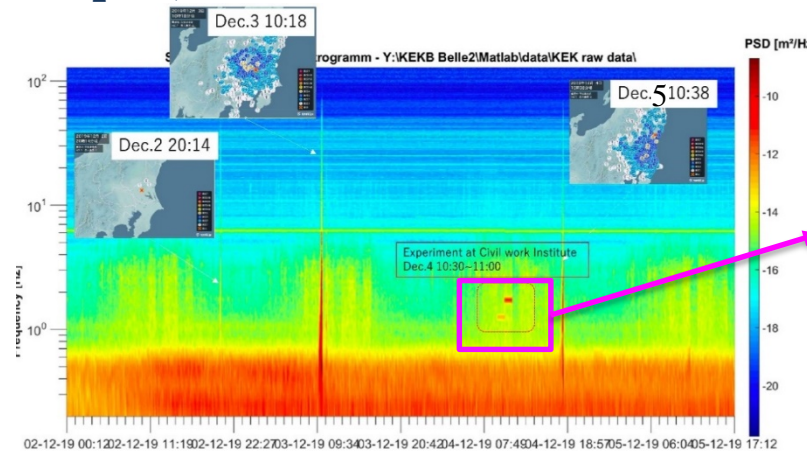 Dec.3 10:18
rogramm - Y:\KEKB Belle2\Matlab\data\KEK raw data\
PSD [m²/Hz
10²
Dec.5 10:38
Dec.2 20:14
10¹
Experiment at Civil work Institute
Dec.4 10:30–11:00
10⁰
-10
-12
-14
-16
-18
-20
02-12-19 00:12 02-12-19 11:19 02-12-19 22:27 03-12-19 09:34 03-12-19 20:42 04-12-19 07:49 04-12-19 18:57 05-12-19 06:04 05-12-19 17:12